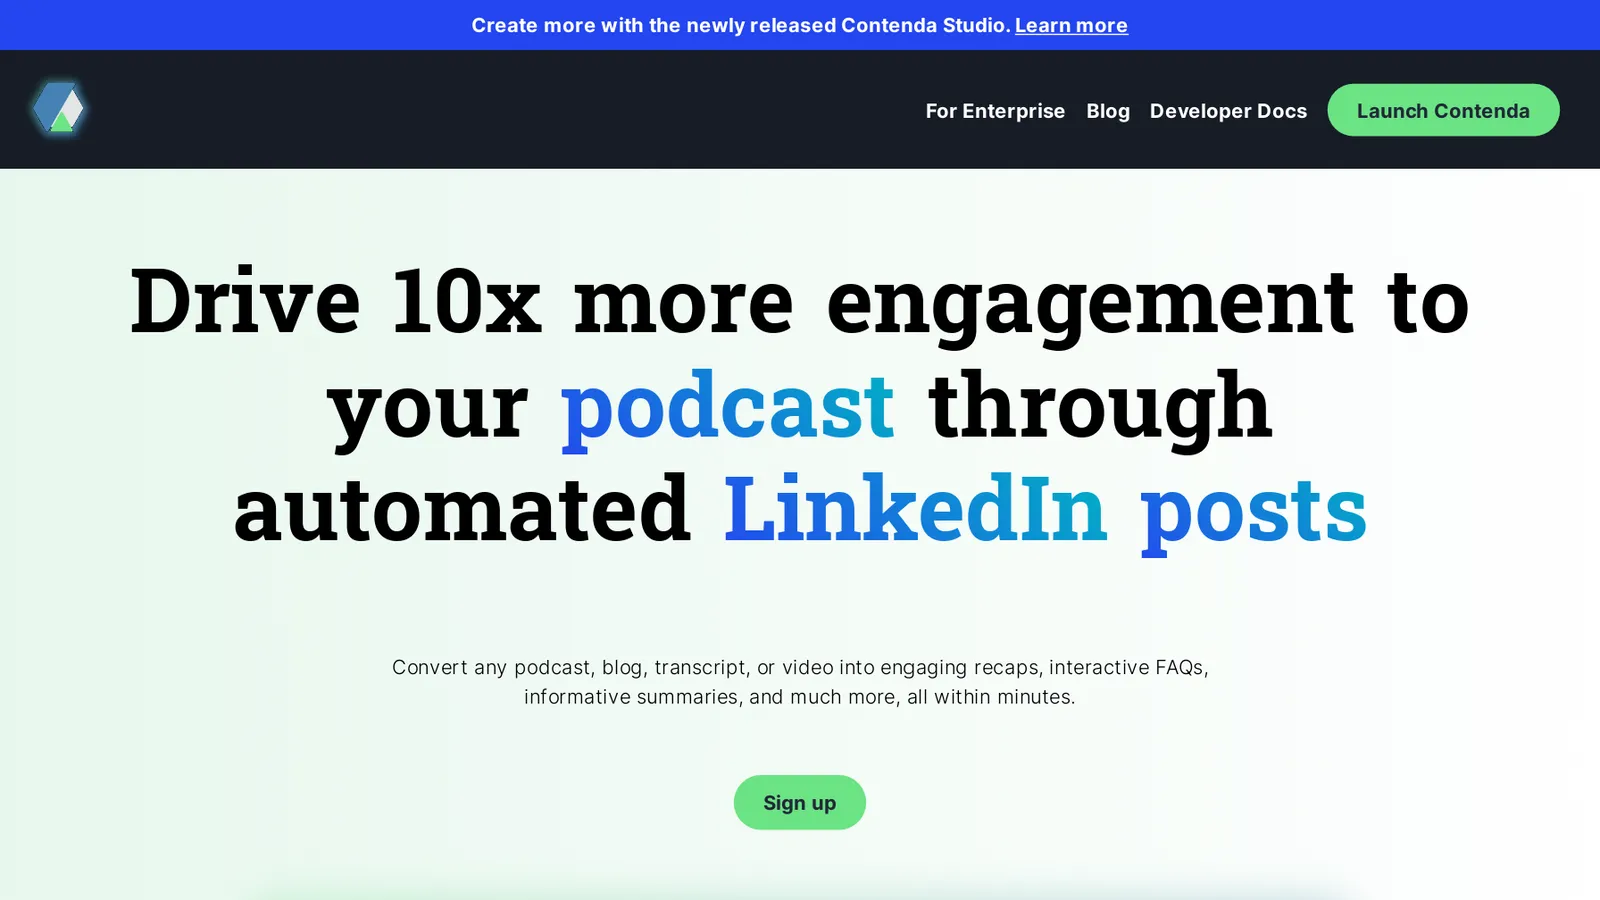 Create more with the newly released Contenda Studio. Learn more
For Enterprise Blog Developer Docs Launch Contenda
Drive 10x more engagement to
your podcast through
automated LinkedIn posts
Convert any podcast, blog, transcript, or video into engaging recaps, interactive FAQs,
informative summaries, and much more, all within minutes.
Sign up